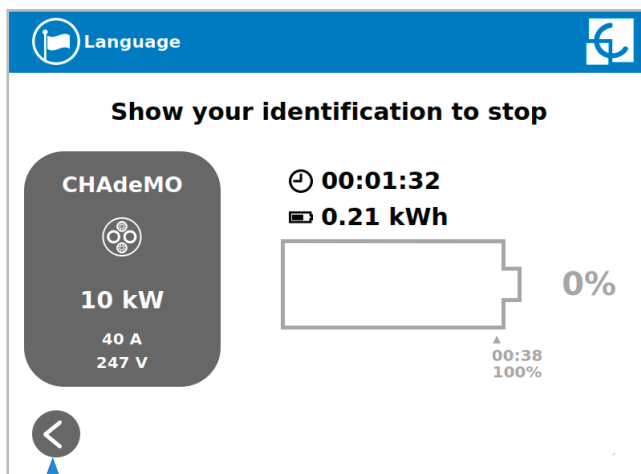 Language
Show your identification to stop
CHAdeMO
10 kW
40 A
247 V
00:01:32
0.21 kWh
0%
00:38
100%